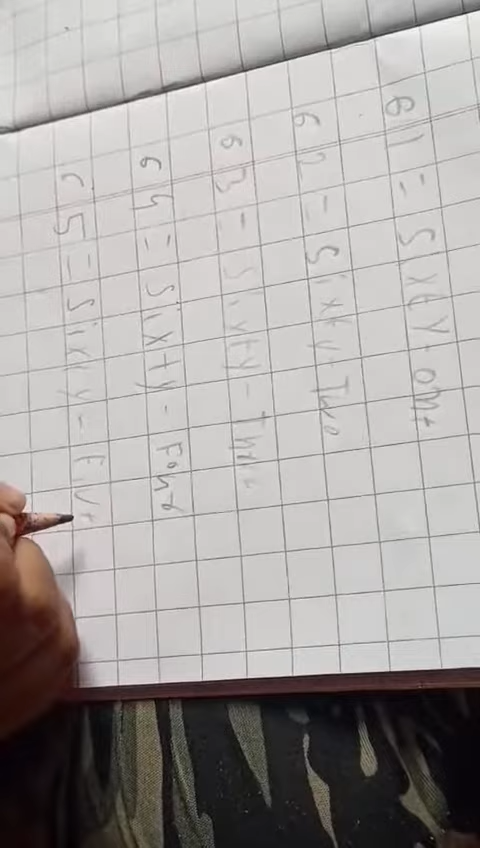 61 = Sixty-one
62 = Sixty-Two
63 = Sixty-Three
64 = Sixty-Four
65 = Sixty-Five